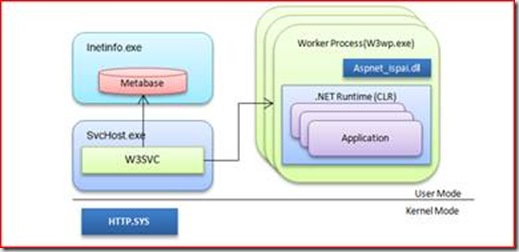 Inetinfo.exe
Metabase
SvcHost.exe
W3SVC
Worker Process(W3wp.exe)
Aspnet_ispai.dll
.NET Runtime (CLR)
Application
User Mode
Kernel Mode
HTTP.SYS